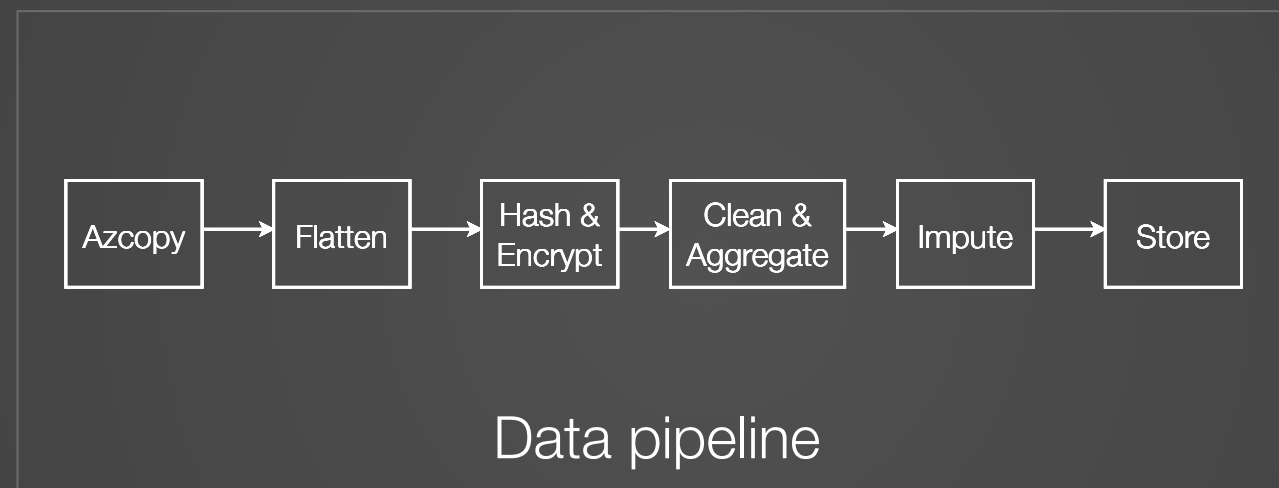 Azcopy
Flatten
Hash &
Encrypt
Clean &
Aggregate
Impute
Store
Data pipeline